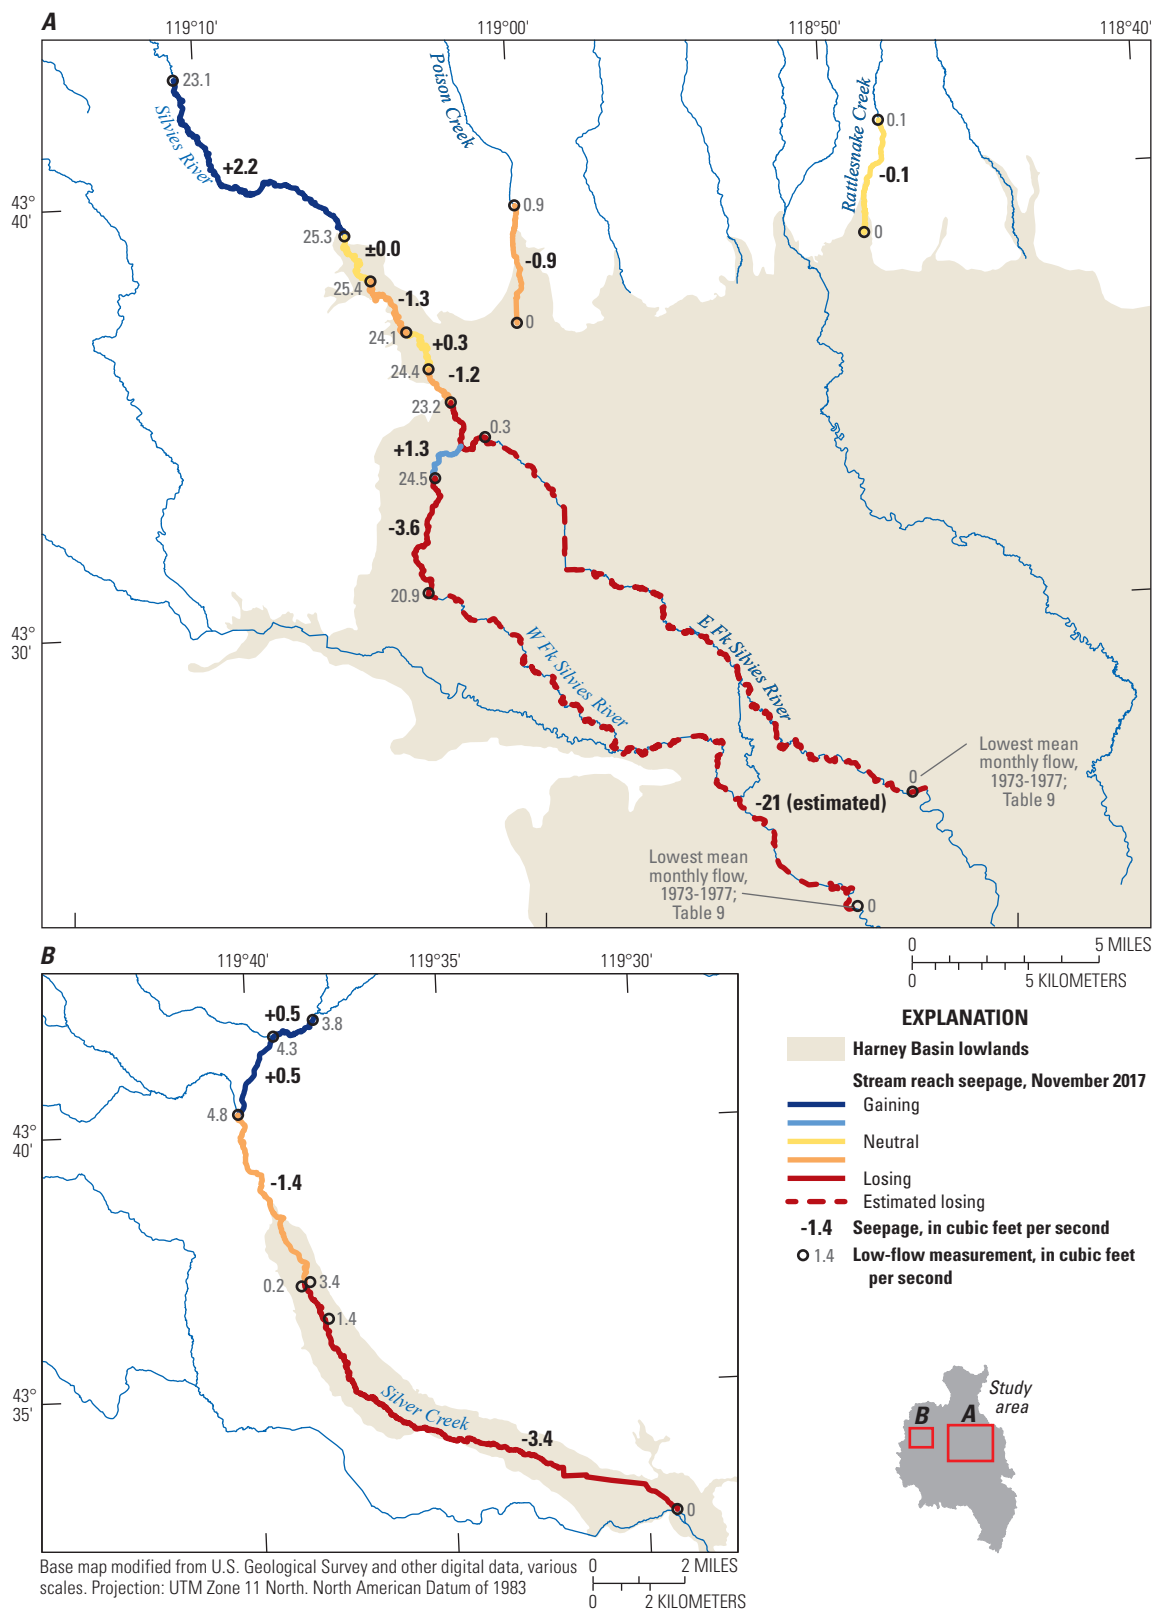 A
119°10'
119°00'
118°50'
118°40'
43°
40'
43°
30'
Silvies River
Poison Creek
Rattlesnake Creek
23.1
+2.2
25.3
±0.0
25.4
-1.3
24.1
+0.3
24.4
-1.2
23.2
0.3
+1.3
24.5
-3.6
20.9
0.9
-0.9
0
0.1
-0.1
0
W Fk Silvies River
E Fk Silvies River
-21 (estimated)
0
Lowest mean
monthly flow,
1973-1977;
Table 9
Lowest mean
monthly flow,
1973-1977;
Table 9
0
0
5 MILES
0
5 KILOMETERS
B
119°40'
119°35'
119°30'
43°
40'
43°
35'
+0.5
3.8
4.3
+0.5
4.8
-1.4
0.2
3.4
1.4
Silver Creek
-3.4
0
EXPLANATION
Harney Basin lowlands
Stream reach seepage, November 2017
Gaining
Neutral
Losing
Estimated losing
-1.4 Seepage, in cubic feet per second
1.4 Low-flow measurement, in cubic feet
per second
Study
area
B
A
Base map modified from U.S. Geological Survey and other digital data, various
scales. Projection: UTM Zone 11 North. North American Datum of 1983
0
2 MILES
0
2 KILOMETERS